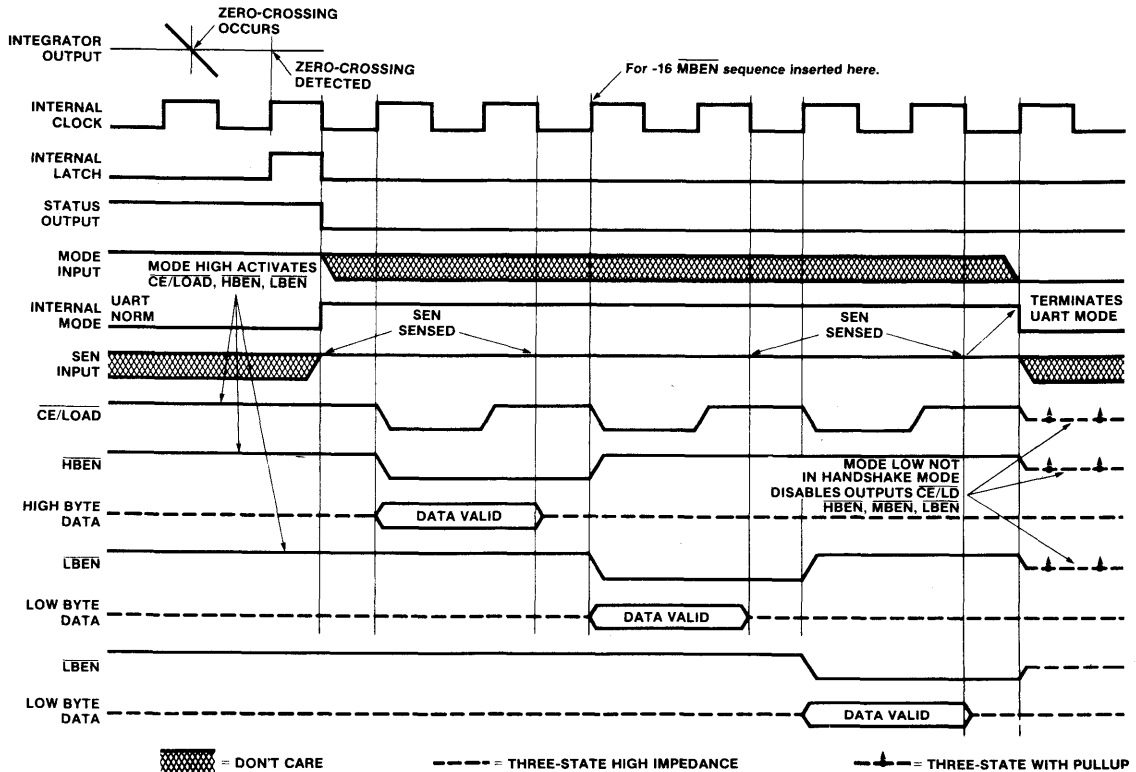 ZERO-CROSSING
OCCURS
INTEGRATOR
OUTPUT
ZERO-CROSSING
DETECTED
For -16 MBEN sequence inserted here.
INTERNAL
CLOCK
INTERNAL
LATCH
STATUS
OUTPUT
MODE
INPUT
MODE HIGH ACTIVATES
CE/LOAD, HBEN, LBEN
INTERNAL
MODE
UART
NORM
SEN
SENSED
SEN
SENSED
TERMINATES
UART MODE
SEN
INPUT
CE/LOAD
HBEN
MODE LOW NOT
IN HANDSHAKE MODE
DISABLES OUTPUTS CE/LD
HBEN, MBEN, LBEN
HIGH BYTE
DATA
DATA VALID
LBEN
LOW BYTE
DATA
DATA VALID
LBEN
LOW BYTE
DATA
DATA VALID
= DON'T CARE
= THREE-STATE HIGH IMPEDANCE
= THREE-STATE WITH PULLUP